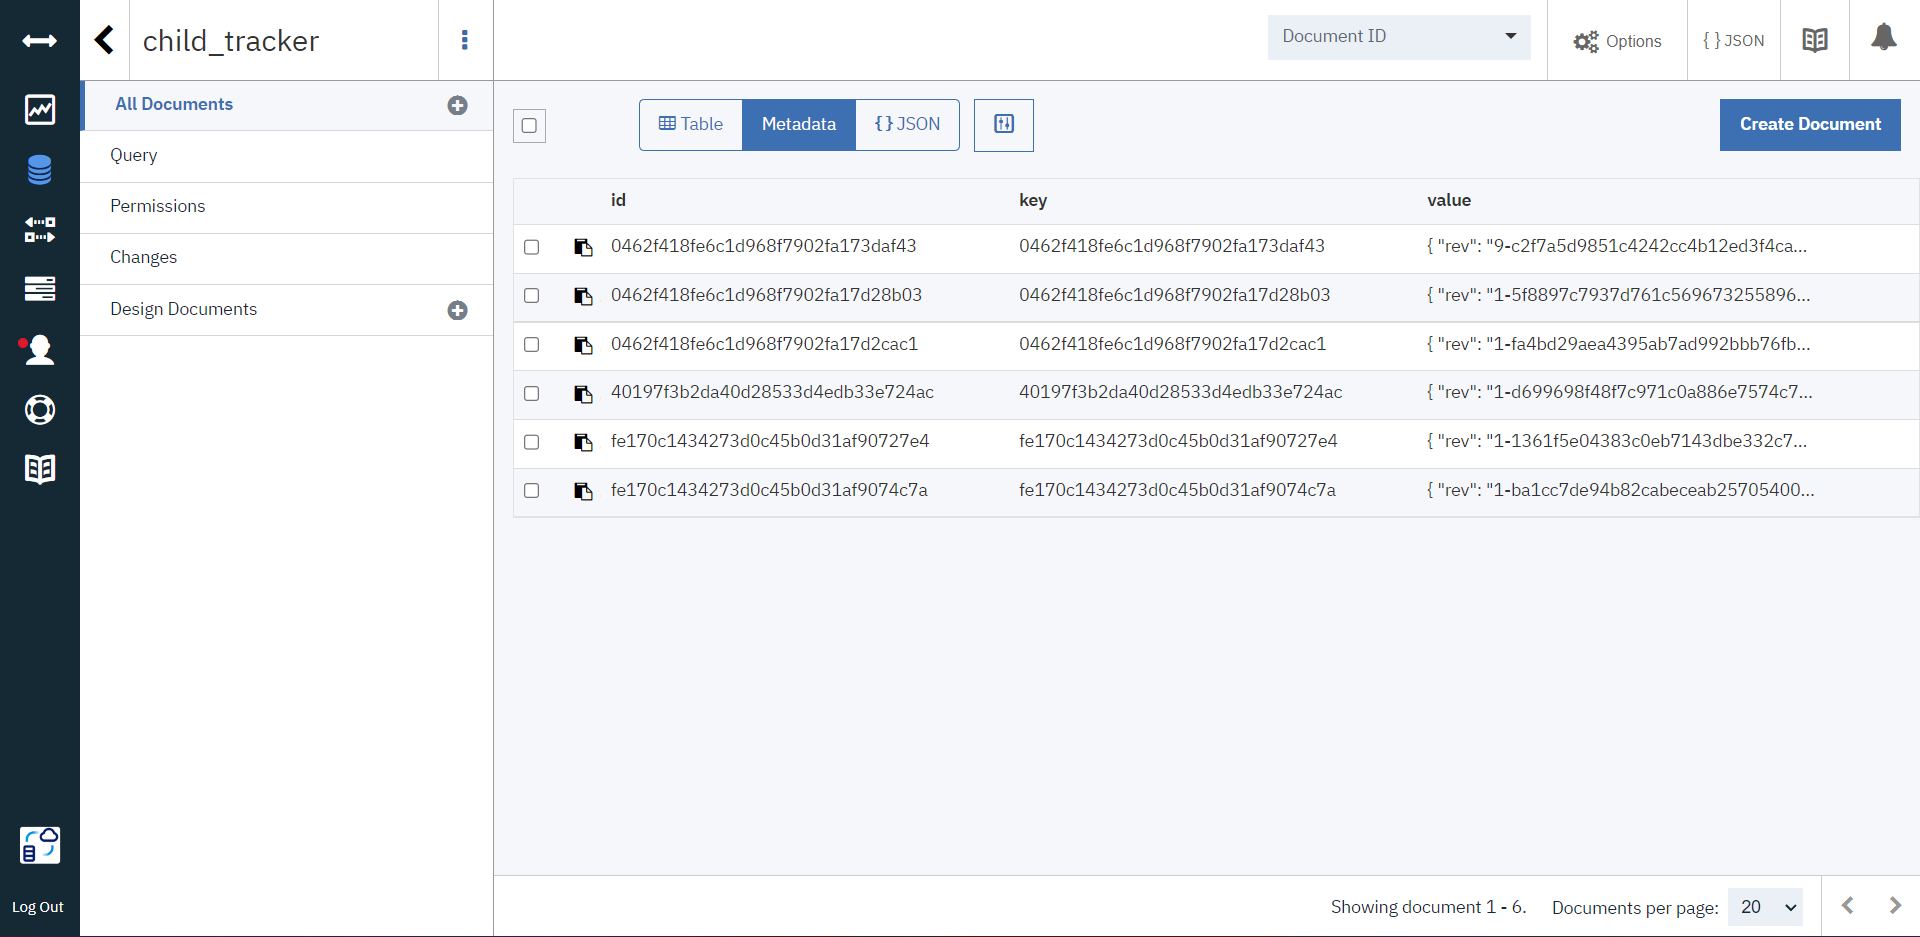 child_tracker
Document ID
Options
{ } JSON
All Documents
Query
Permissions
Changes
Design Documents
Table
Metadata
{ } JSON
Create Document
id key value
0462f418fe6c1d968f7902fa173daf43 0462f418fe6c1d968f7902fa173daf43 { "rev": "9-c2f7a5d9851c4242cc4b12ed3f4ca...
0462f418fe6c1d968f7902fa17d28b03 0462f418fe6c1d968f7902fa17d28b03 { "rev": "1-5f8897c7937d761c569673255896...
0462f418fe6c1d968f7902fa17d2cac1 0462f418fe6c1d968f7902fa17d2cac1 { "rev": "1-fa4bd29aea4395ab7ad992bbb76fb...
40197f3b2da40d28533d4edb33e724ac 40197f3b2da40d28533d4edb33e724ac { "rev": "1-d699698f48f7c971c0a886e7574c7...
fe170c1434273d0c45b0d31af90727e4 fe170c1434273d0c45b0d31af90727e4 { "rev": "1-1361f5e04383c0eb7143dbe332c7...
fe170c1434273d0c45b0d31af9074c7a fe170c1434273d0c45b0d31af9074c7a { "rev": "1-ba1cc7de94b82cabeceab25705400...
Log Out
Showing document 1 - 6. Documents per page: 20